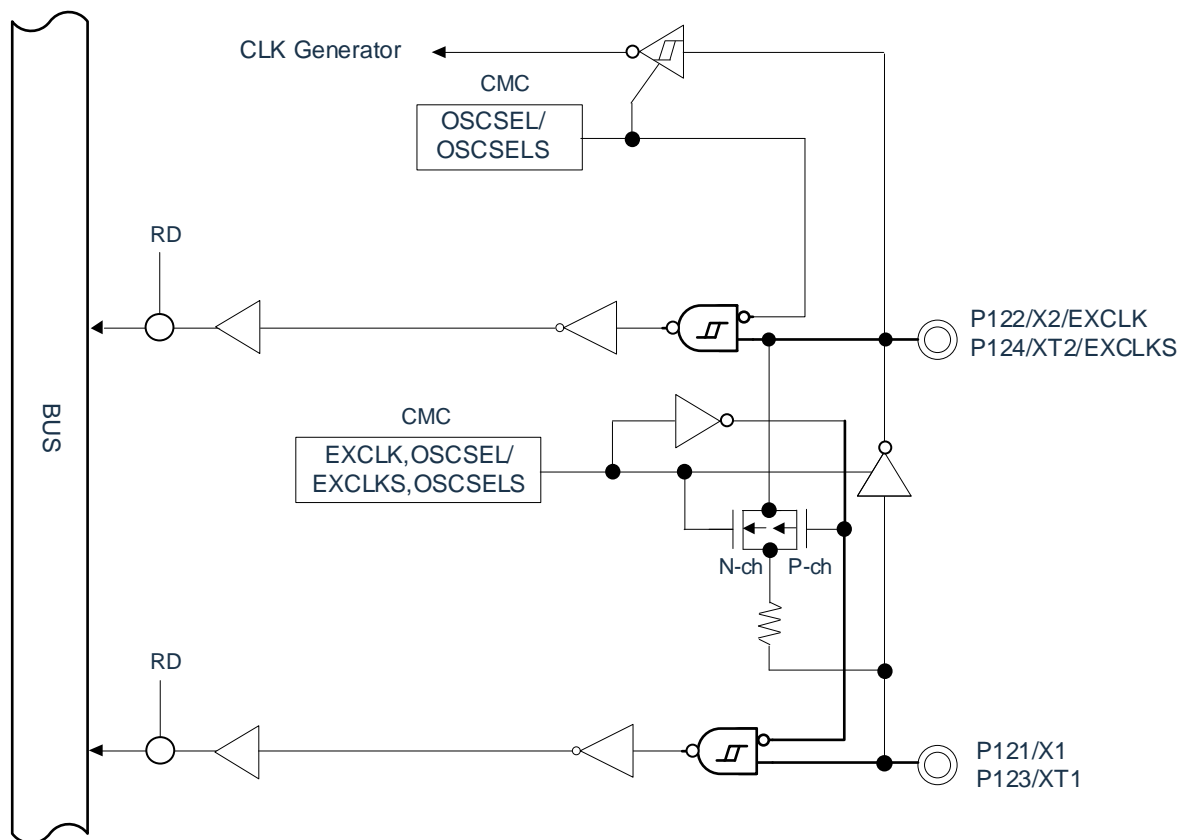 CLK Generator
CMC
OSCSEL/
OSCSELS
RD
P122/X2/EXCLK
P124/XT2/EXCLKS
BUS
CMC
EXCLK,OSCSEL/
EXCLKS,OSCSELS
N-ch
P-ch
RD
P121/X1
P123/XT1